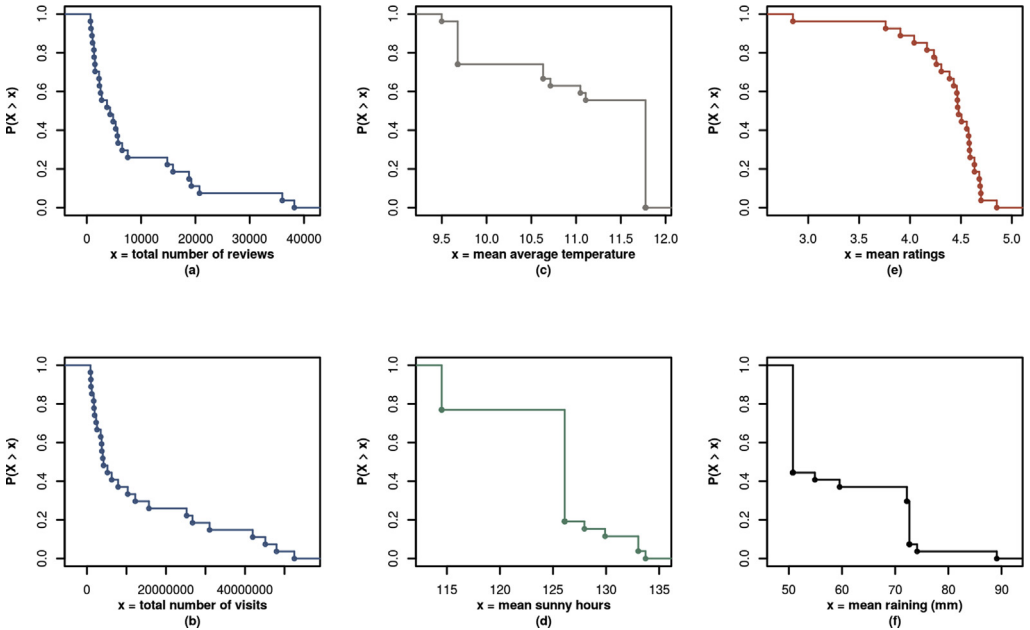 P(X > x)
1.0
0.8
0.6
0.4
0.2
0.0
0 10000 20000 30000 40000
x = total number of reviews
(a)
P(X > x)
1.0
0.8
0.6
0.4
0.2
0.0
9.5 10.0 10.5 11.0 11.5 12.0
x = mean average temperature
(c)
P(X > x)
1.0
0.8
0.6
0.4
0.2
0.0
3.0 3.5 4.0 4.5 5.0
x = mean ratings
(e)
P(X > x)
1.0
0.8
0.6
0.4
0.2
0.0
0 20000000 40000000
x = total number of visits
(b)
P(X > x)
1.0
0.8
0.6
0.4
0.2
0.0
115 120 125 130 135
x = mean sunny hours
(d)
P(X > x)
1.0
0.8
0.6
0.4
0.2
0.0
50 60 70 80 90
x = mean raining (mm)
(f)